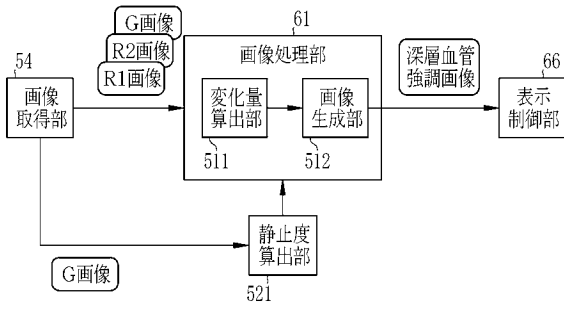 G画像
R2画像
R1画像
54
画像
取得部
61
画像処理部
変化量
算出部
511
画像
生成部
512
深層血管
強調画像
66
表示
制御部
静止度
算出部
521
G画像